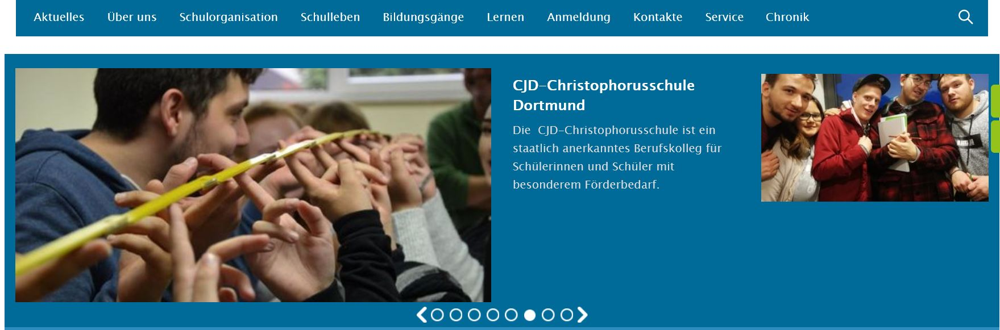 Aktuelles Über uns Schulorganisation Schulleben Bildungsgänge Lernen Anmeldung Kontakte Service Chronik
CJD-Christophorusschule
Dortmund
Die CJD-Christophorusschule ist ein
staatlich anerkanntes Berufskolleg für
Schülerinnen und Schüler mit
besonderem Förderbedarf.